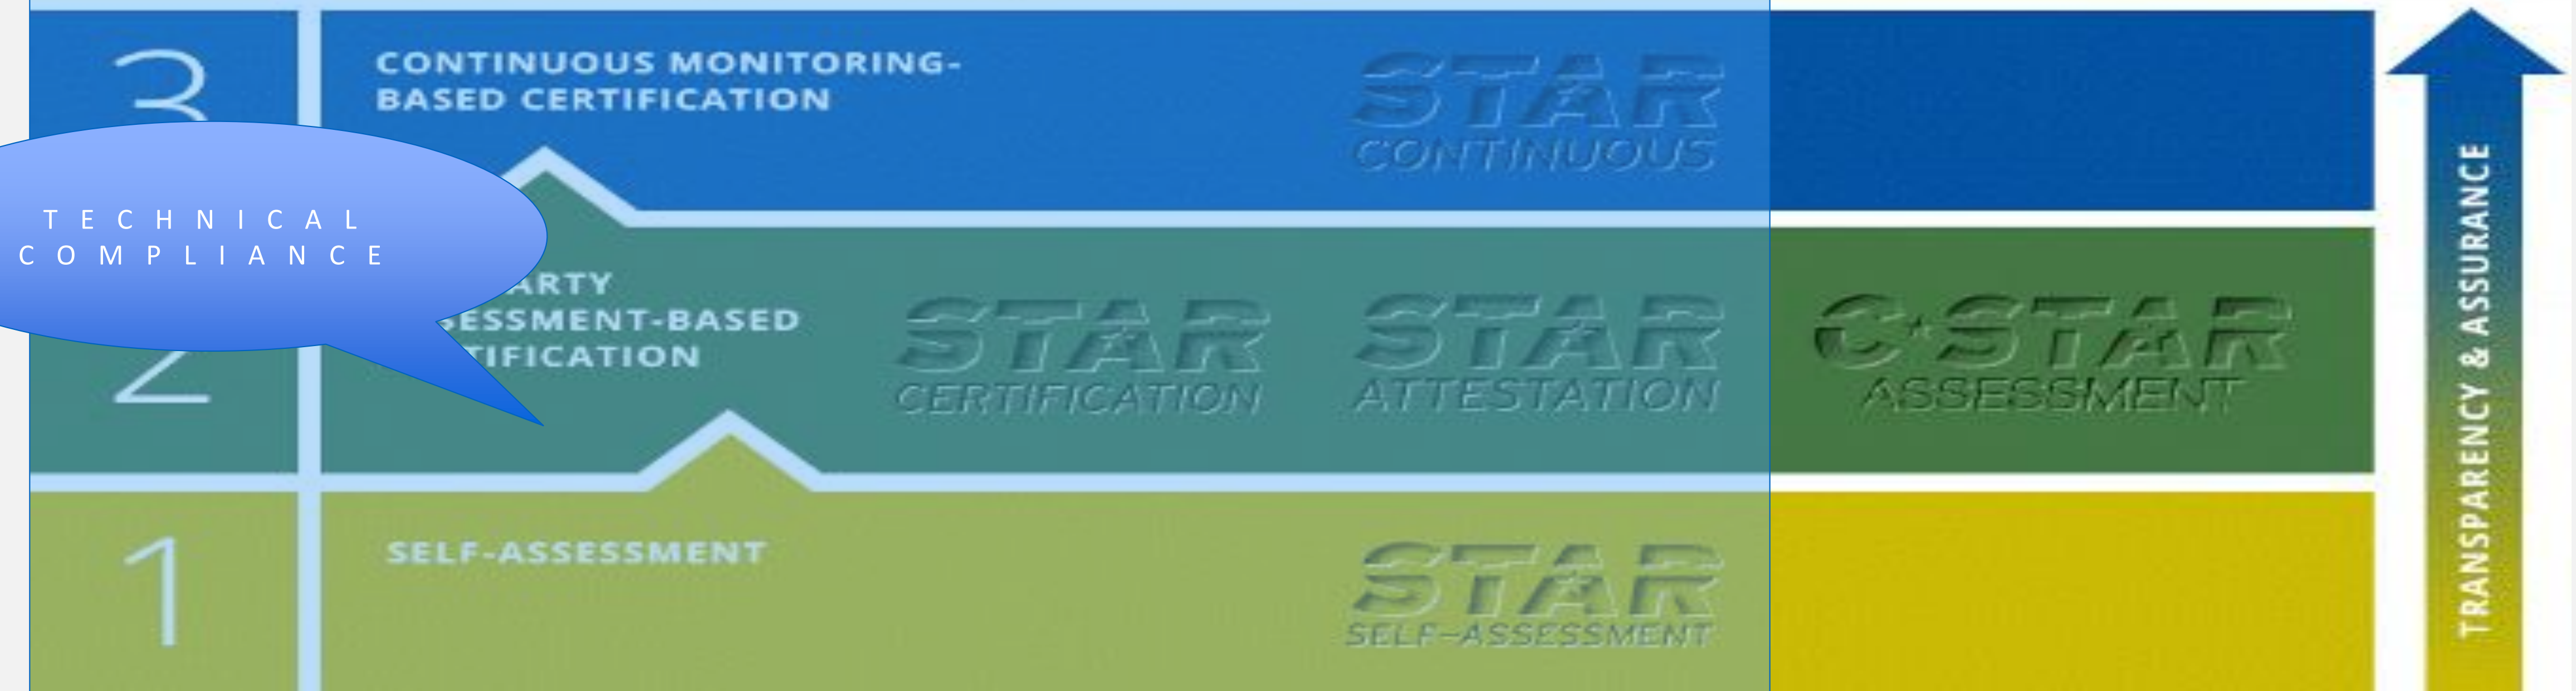 3
CONTINUOUS MONITORING-
BASED CERTIFICATION
STAR
CONTINUOUS
TECHNICAL
COMPLIANCE
2
ARTY
ESSMENT-BASED
TIFICATION
STAR
CERTIFICATION
STAR
ATTESTATION
C*STAR
ASSESSMENT
1
SELF-ASSESSMENT
STAR
SELF-ASSESSMENT
TRANSPARENCY & ASSURANCE